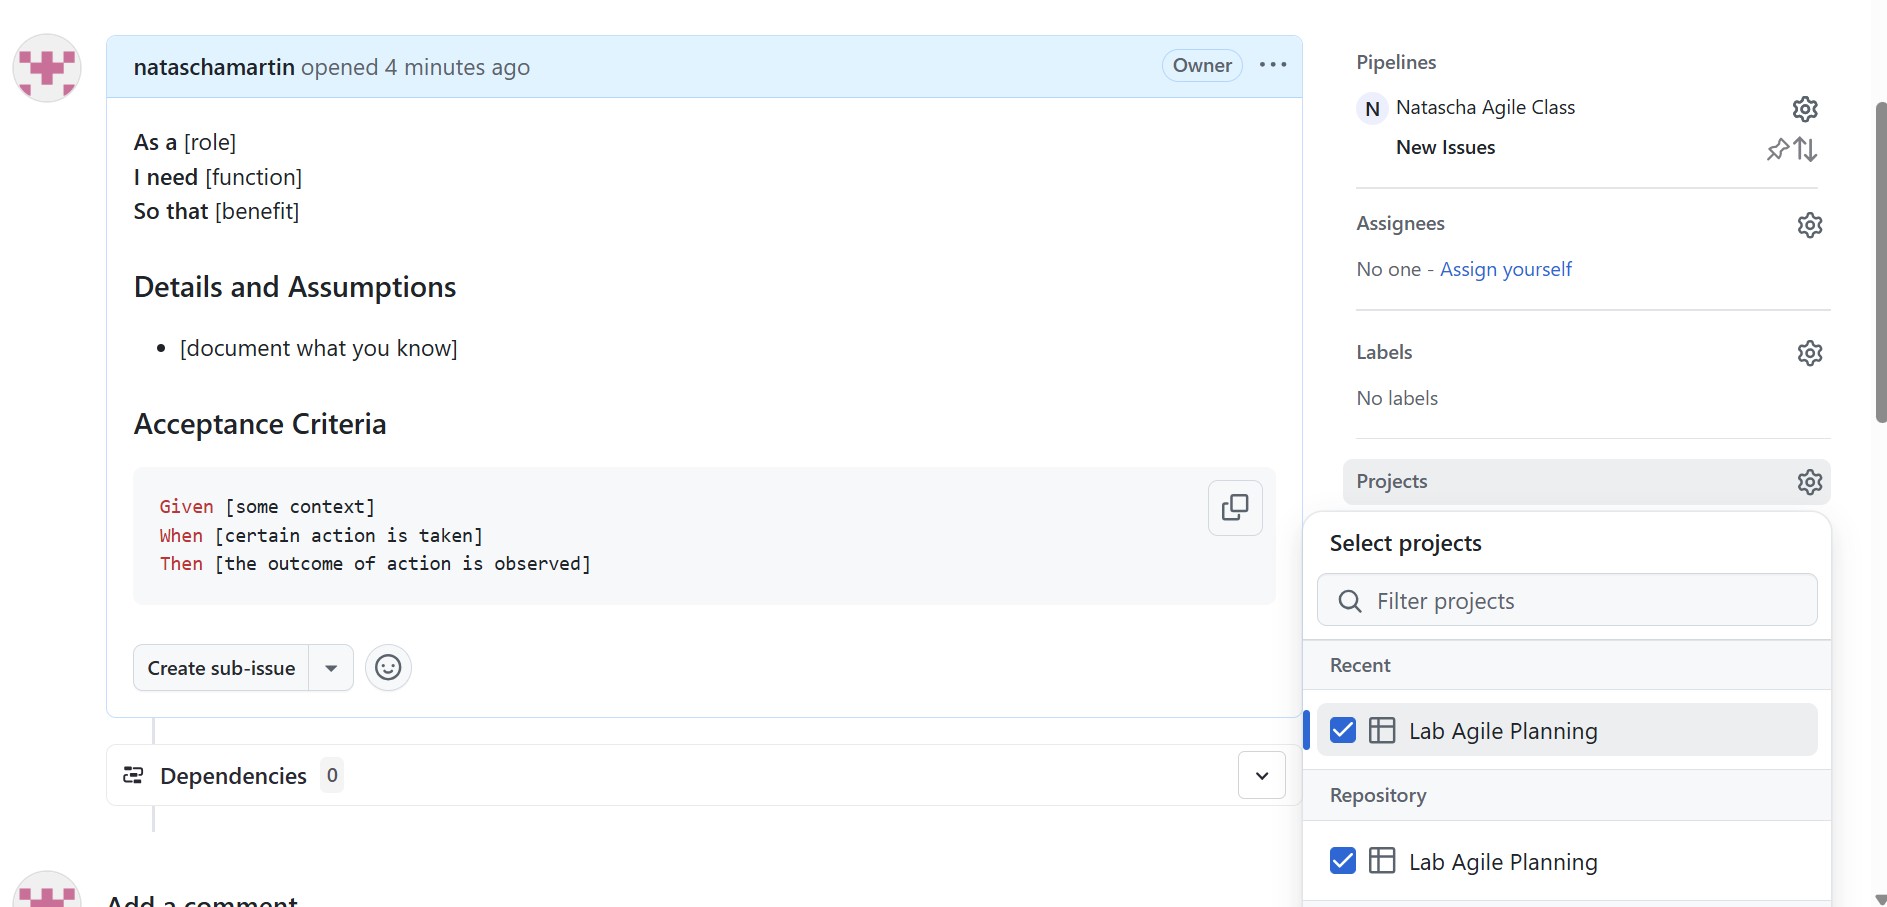 nataschamartin opened 4 minutes ago
Owner
As a [role]
I need [function]
So that [benefit]
Details and Assumptions
[document what you know]
Acceptance Criteria
Given [some context]
When [certain action is taken]
Then [the outcome of action is observed]
Create sub-issue
Dependencies 0
Add a comment
Pipelines
N Natascha Agile Class
New Issues
Assignees
No one - Assign yourself
Labels
No labels
Projects
Select projects
Filter projects
Recent
Lab Agile Planning
Repository
Lab Agile Planning